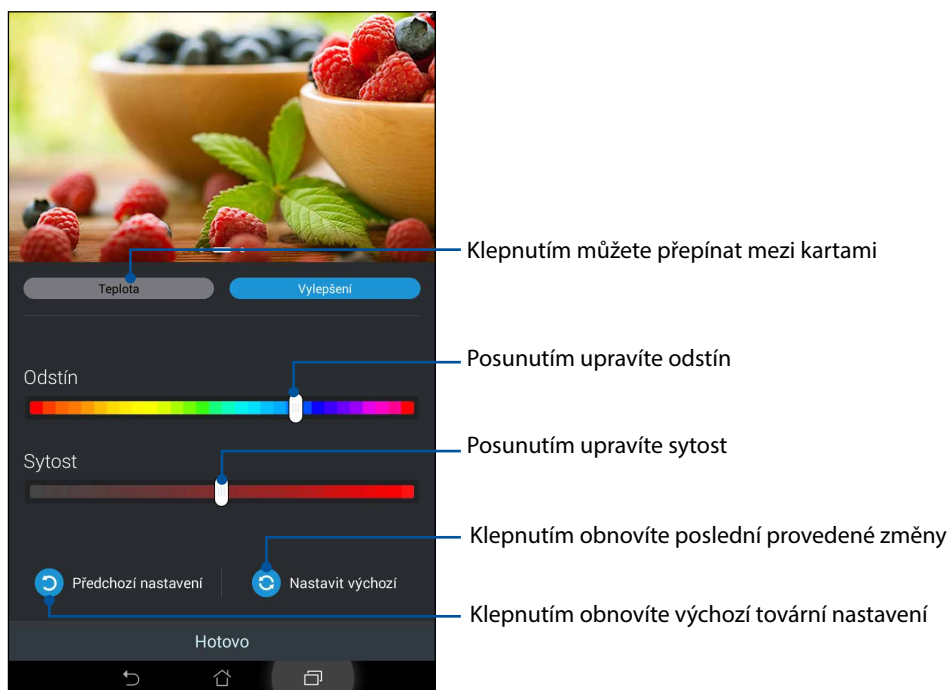 Klepnutím můžete přepínat mezi kartami
Teplota
Vylepšení
Posunutím upravíte odstín
Odstín
Posunutím upravíte sytost
Sytost
Klepnutím obnovíte poslední provedené změny
Předchozí nastavení
Nastavit výchozí
Klepnutím obnovíte výchozí tovární nastavení
Hotovo